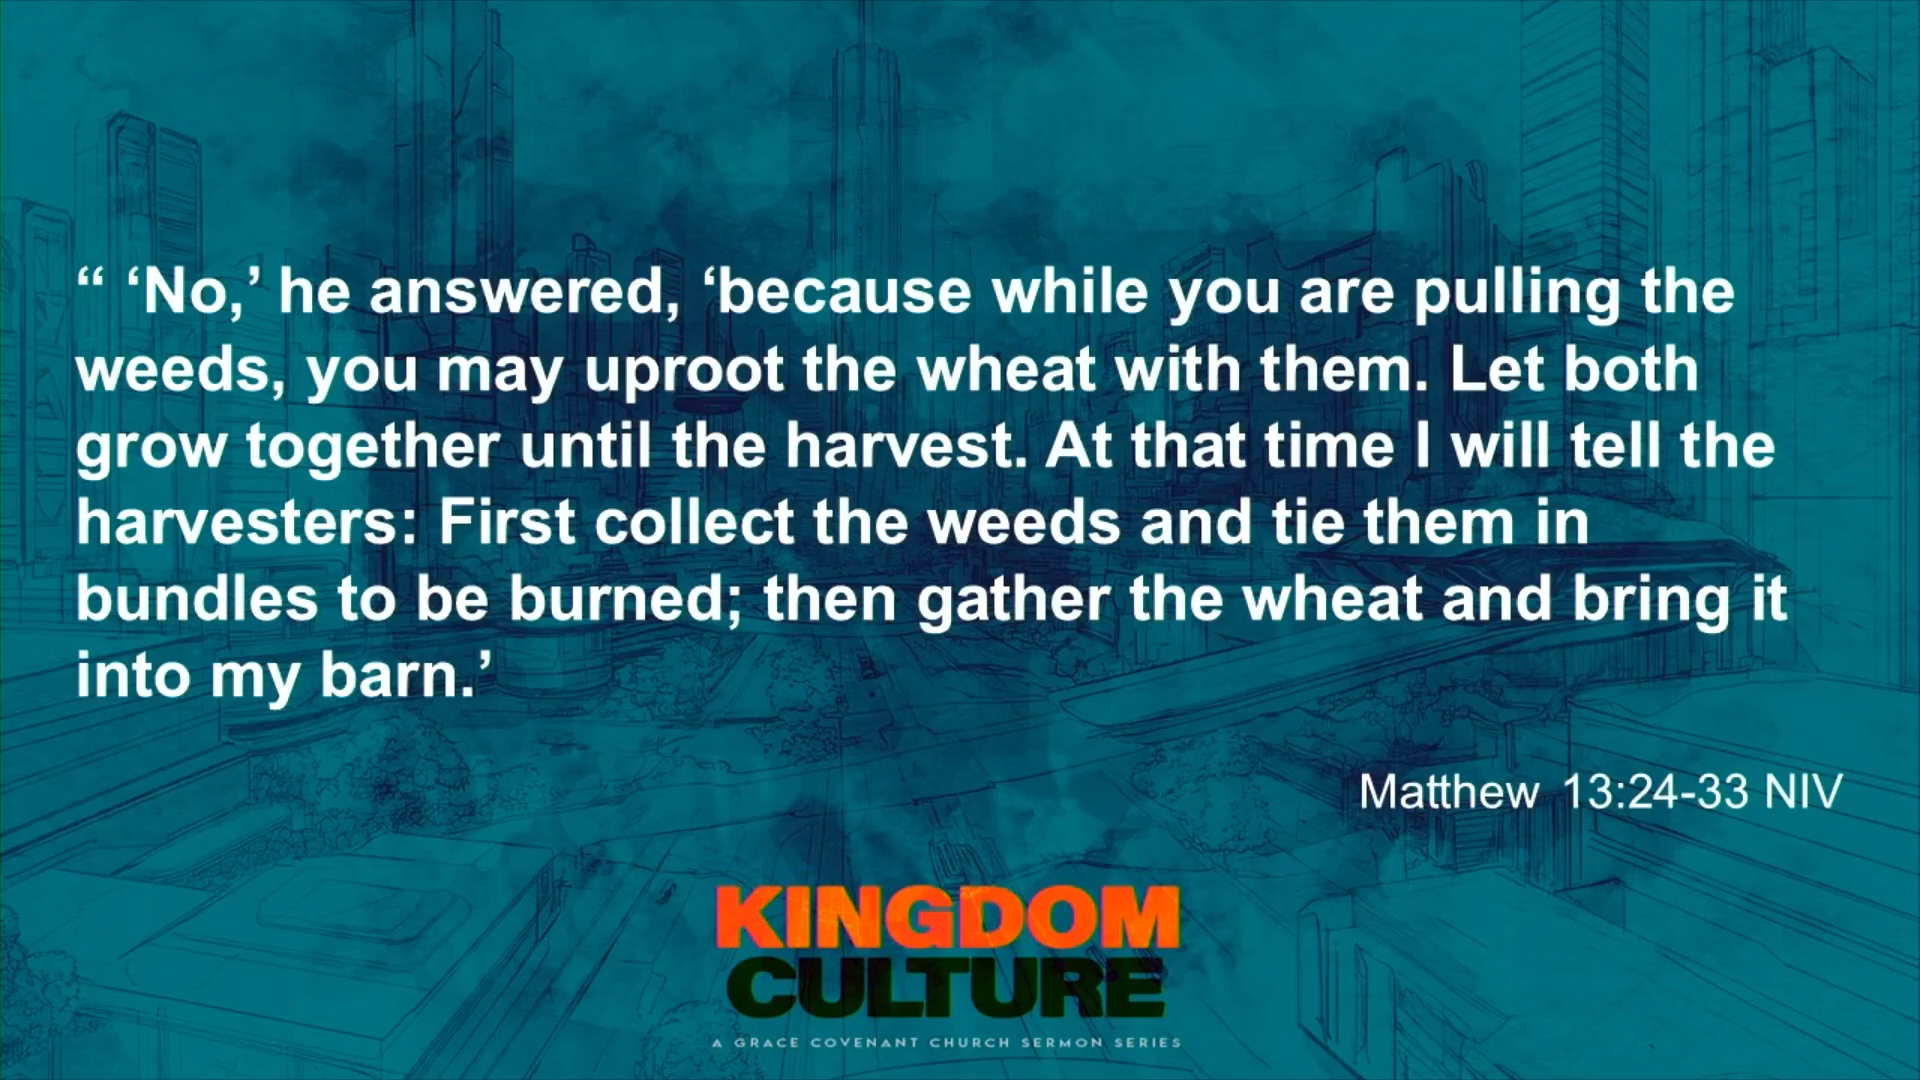 “ ‘No,’ he answered, ‘because while you are pulling the
weeds, you may uproot the wheat with them. Let both
grow together until the harvest. At that time I will tell the
harvesters: First collect the weeds and tie them in
bundles to be burned; then gather the wheat and bring it
into my barn.’
Matthew 13:24-33 NIV
KINGDOM
CULTURE
A GRACE COVENANT CHURCH SERMON SERIES